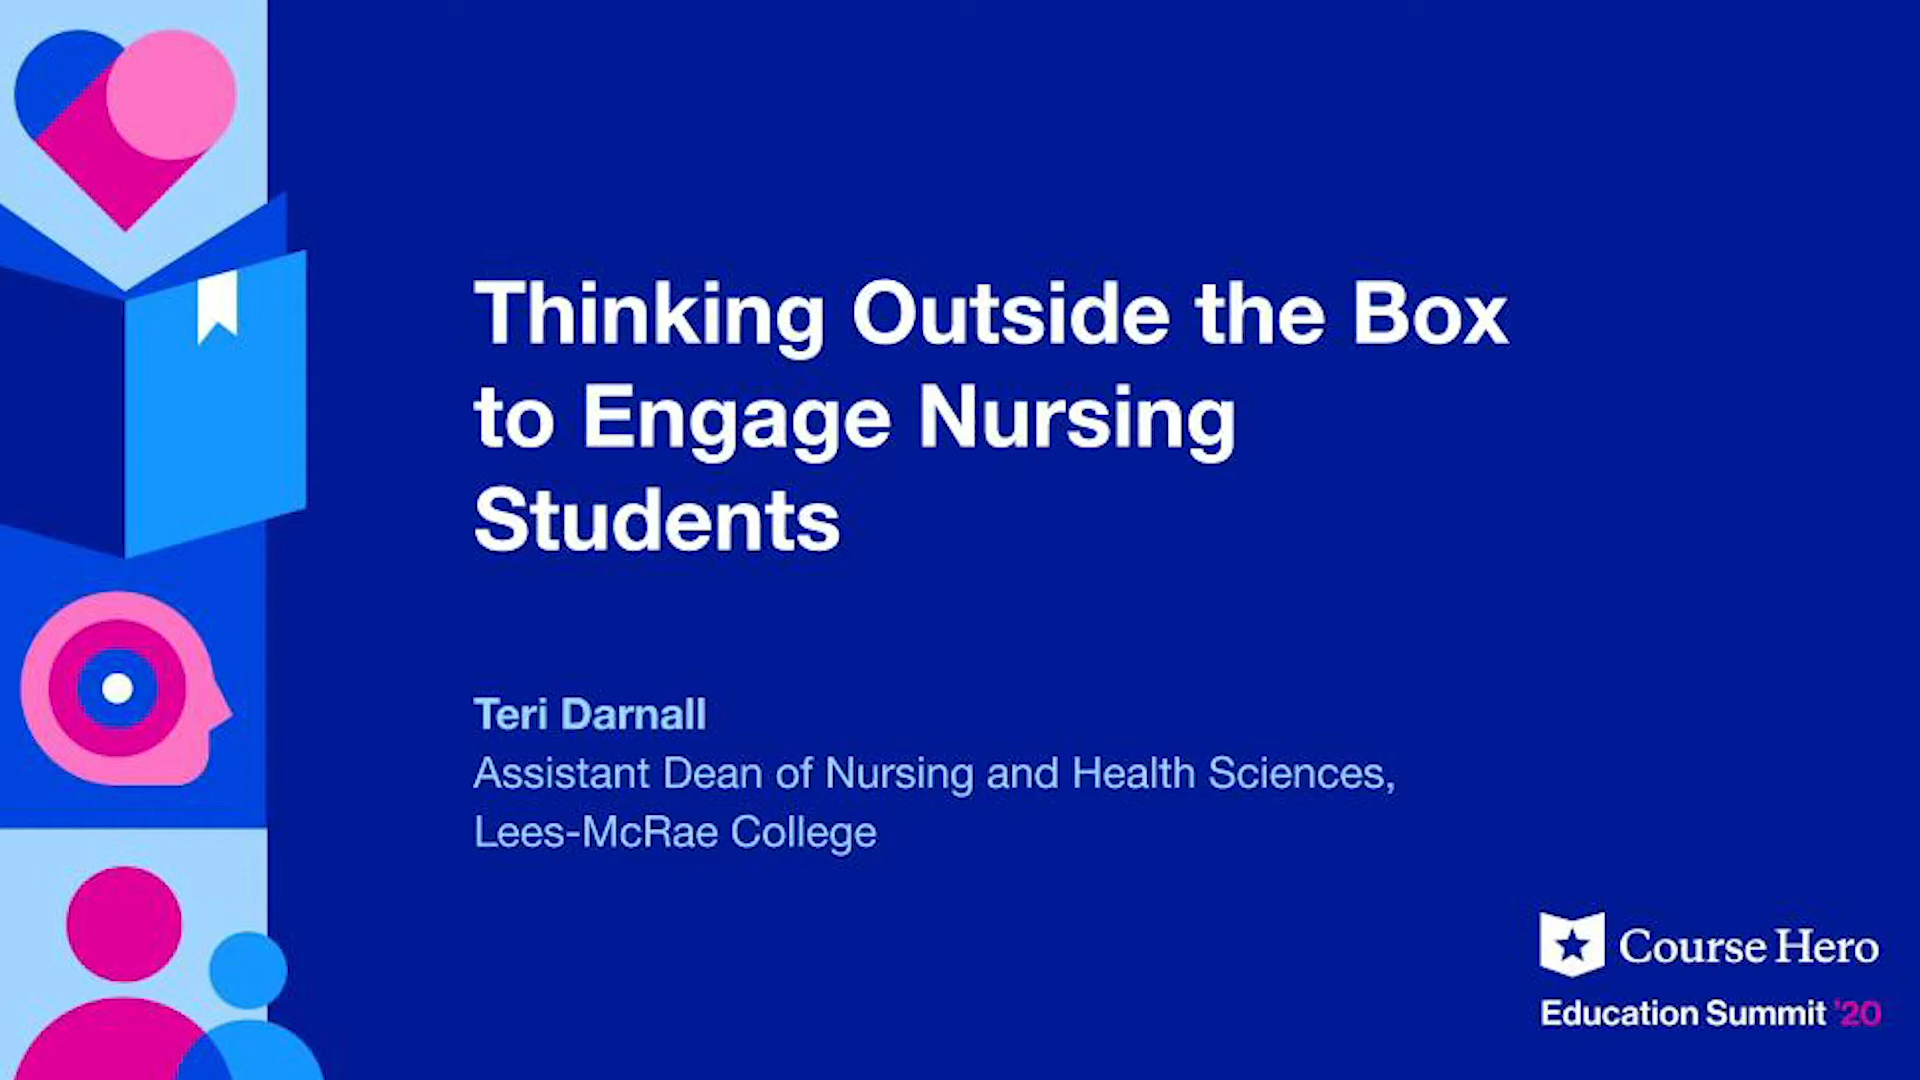 Thinking Outside the Box
to Engage Nursing
Students
Teri Darnall
Assistant Dean of Nursing and Health Sciences,
Lees-McRae College
Course Hero
Education Summit '20